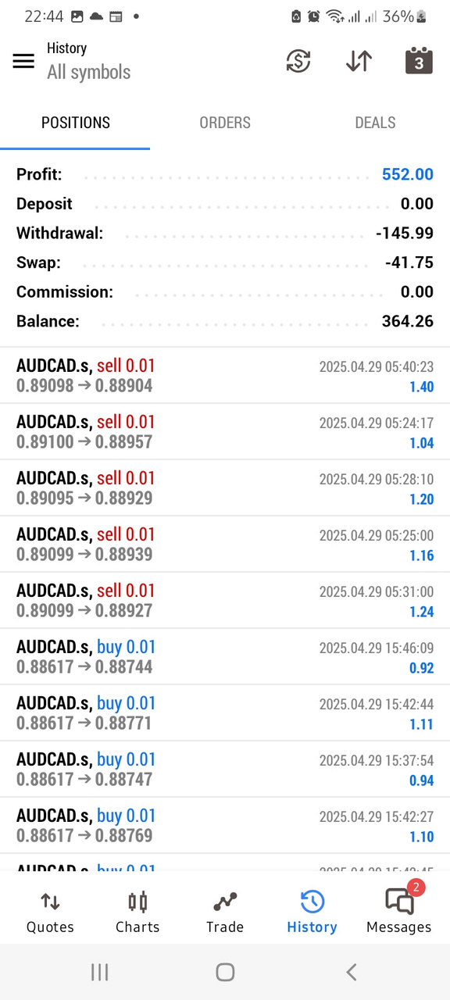 22:44 36%
History
All symbols
3
POSITIONS ORDERS DEALS
Profit: 552.00
Deposit 0.00
Withdrawal: -145.99
Swap: -41.75
Commission: 0.00
Balance: 364.26
AUDCAD.s, sell 0.01 2025.04.29 05:40:23
0.89098 → 0.88904 1.40
AUDCAD.s, sell 0.01 2025.04.29 05:24:17
0.89100 → 0.88957 1.04
AUDCAD.s, sell 0.01 2025.04.29 05:28:10
0.89095 → 0.88929 1.20
AUDCAD.s, sell 0.01 2025.04.29 05:25:00
0.89099 → 0.88939 1.16
AUDCAD.s, sell 0.01 2025.04.29 05:31:00
0.89099 → 0.88927 1.24
AUDCAD.s, buy 0.01 2025.04.29 15:46:09
0.88617 → 0.88744 0.92
AUDCAD.s, buy 0.01 2025.04.29 15:42:44
0.88617 → 0.88771 1.11
AUDCAD.s, buy 0.01 2025.04.29 15:37:54
0.88617 → 0.88747 0.94
AUDCAD.s, buy 0.01 2025.04.29 15:42:27
0.88617 → 0.88769 1.10
AUDCAD.s, buy 0.01
2
Quotes Charts Trade History Messages